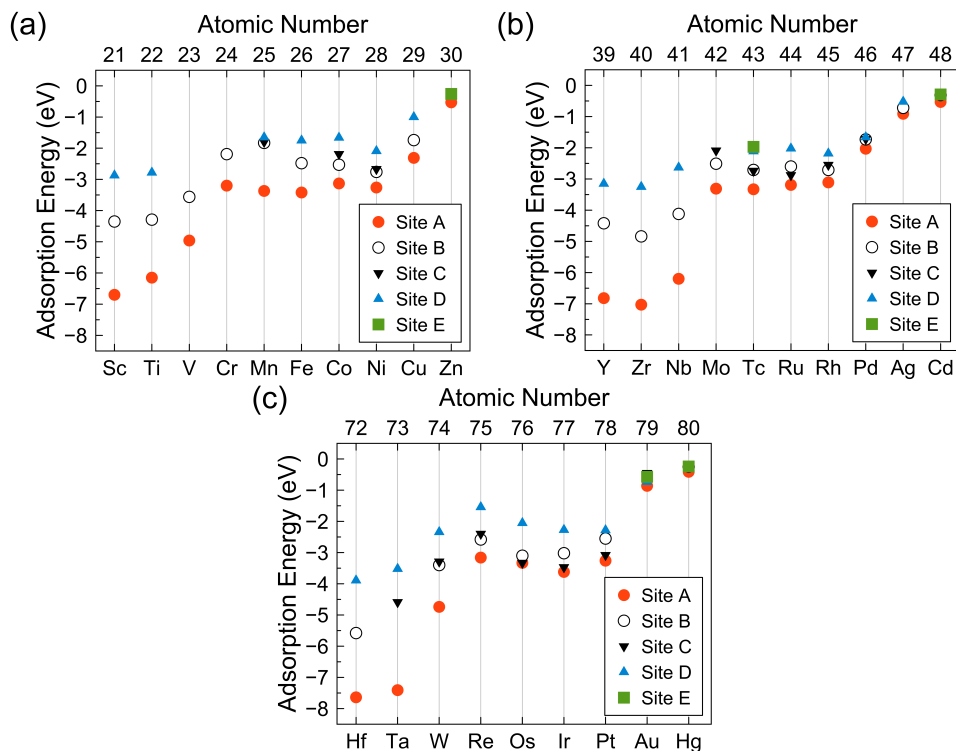 (a)
Atomic Number
21 22 23 24 25 26 27 28 29 30
Adsorption Energy (eV)
0
−1
−2
−3
−4
−5
−6
−7
−8
Site A
Site B
Site C
Site D
Site E
Sc Ti V Cr Mn Fe Co Ni Cu Zn
(b)
Atomic Number
39 40 41 42 43 44 45 46 47 48
Adsorption Energy (eV)
0
−1
−2
−3
−4
−5
−6
−7
−8
Site A
Site B
Site C
Site D
Site E
Y Zr Nb Mo Tc Ru Rh Pd Ag Cd
(c)
Atomic Number
72 73 74 75 76 77 78 79 80
Adsorption Energy (eV)
0
−1
−2
−3
−4
−5
−6
−7
−8
Site A
Site B
Site C
Site D
Site E
Hf Ta W Re Os Ir Pt Au Hg